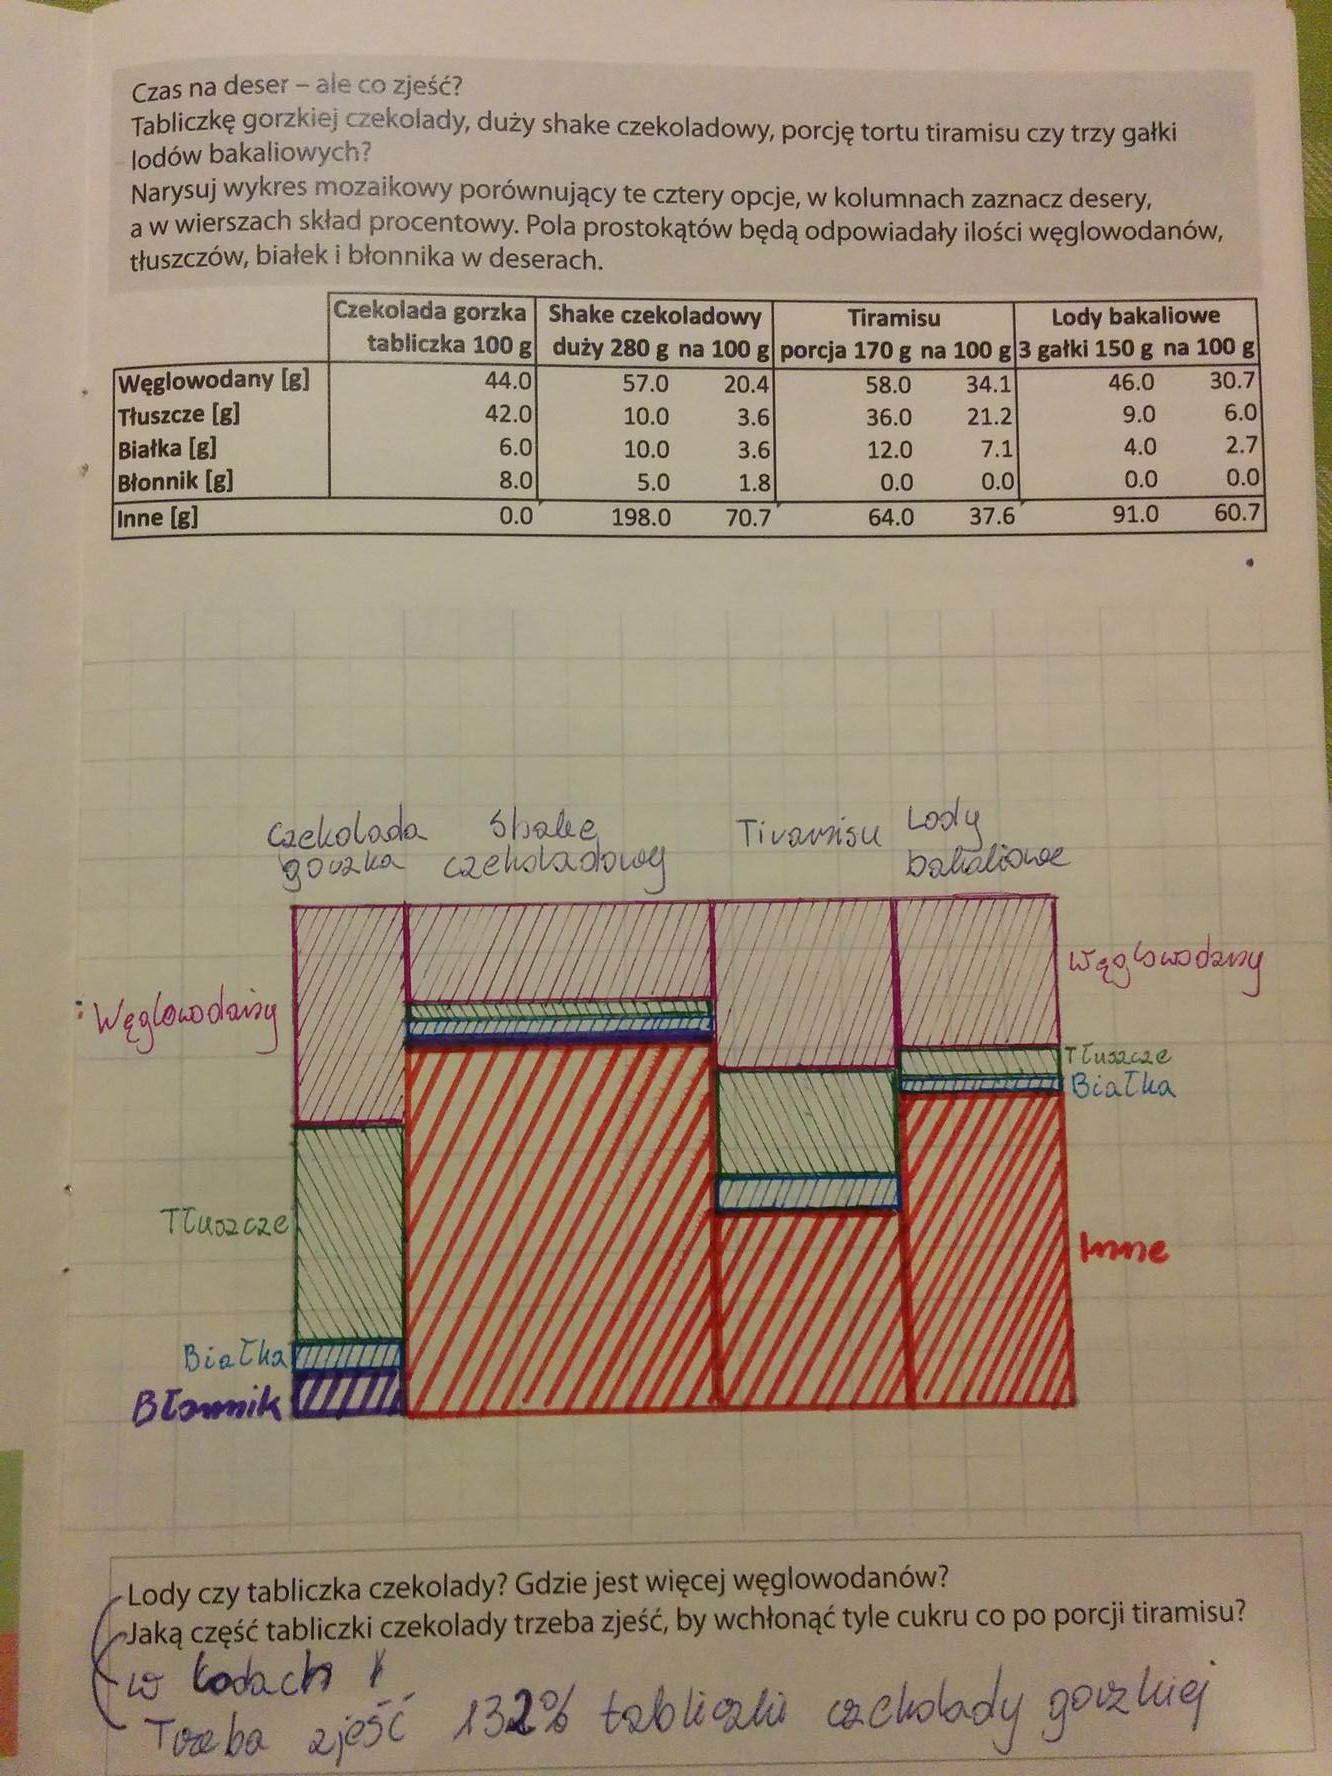 Czas na deser – ale co zjeść?
Tabliczkę gorzkiej czekolady, duży shake czekoladowy, porcję tortu tiramisu czy trzy gałki
lodów bakaliowych?
Narysuj wykres mozaikowy porównujący te cztery opcje, w kolumnach zaznacz desery,
a w wierszach skład procentowy. Pola prostokątów będą odpowiadały ilości węglowodanów,
tłuszczów, białek i błonnika w deserach.
Czekolada gorzka Shake czekoladowy Tiramisu Lody bakaliowe
tabliczka 100 g duży 280 g na 100 g porcja 170 g na 100 g 3 gałki 150 g na 100 g
Węglowodany [g] 44.0 57.0 20.4 58.0 34.1 46.0 30.7
Tłuszcze [g] 42.0 10.0 3.6 36.0 21.2 9.0 6.0
Białka [g] 6.0 10.0 3.6 12.0 7.1 4.0 2.7
Błonnik [g] 8.0 5.0 1.8 0.0 0.0 0.0 0.0
Inne [g] 0.0 198.0 70.7 64.0 37.6 91.0 60.7
Czekolada Shake Tiramisu Lody
gorzka czekoladowy bakaliowe
Węglowodany
Węglowodany
Tłuszcze
Białka
Tłuszcze
Inne
Białka
Błonnik
Lody czy tabliczka czekolady? Gdzie jest więcej węglowodanów?
Jaką część tabliczki czekolady trzeba zjeść, by wchłonąć tyle cukru co po porcji tiramisu?
w lodach
Trzeba zjeść 132% tabliczki czekolady gorzkiej